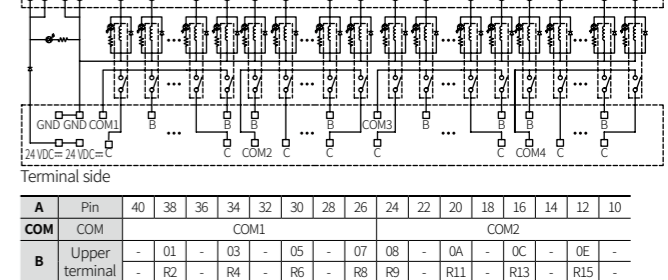 GND GND COM1 B B B B COM3 B B B B
24 VDC= 24 VDC= C C COM2 C C C C COM4 C C
Terminal side
A Pin 40 38 36 34 32 30 28 26 24 22 20 18 16 14 12 10
COM COM COM1 COM2
B Upper terminal - 01 - 03 - 05 - 07 08 - 0A - 0C - 0E -
- R2 - R4 - R6 - R8 R9 - R11 - R13 - R15 -